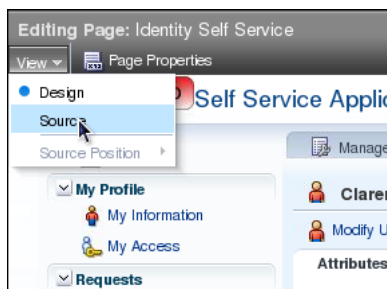 Editing Page: Identity Self Service
View Page Properties
Design
Self Service Applic
Source
Manage
Source Position
My Profile
Claren
My Information
Modify U
My Access
Attributes
Requests